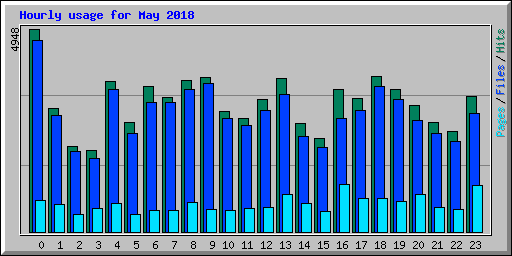 Hourly usage for May 2018
4948
Pages/Files/Hits
0 1 2 3 4 5 6 7 8 9 10 11 12 13 14 15 16 17 18 19 20 21 22 23